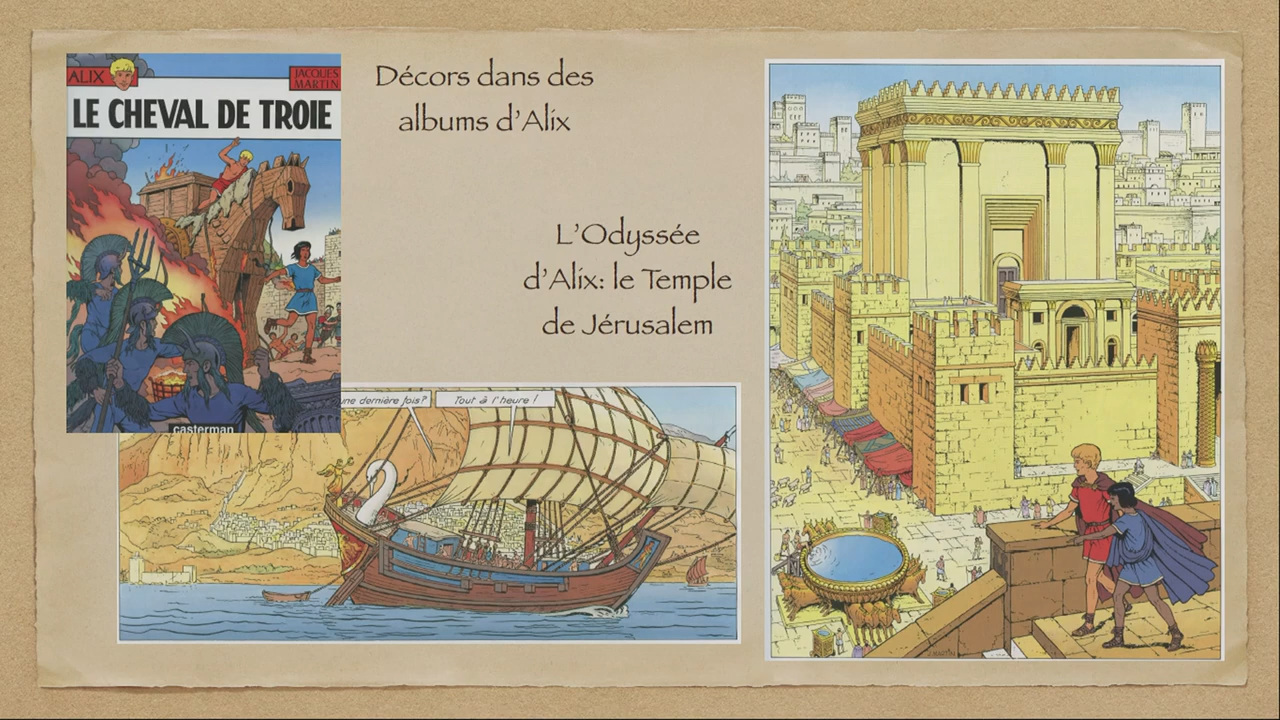 ALIX
JACQUES
MARTIN
LE CHEVAL DE TROIE
casterman
Décors dans des
albums d'Alix
L'Odyssée
d'Alix: le Temple
de Jérusalem
une dernière fois?
Tout à l'heure !